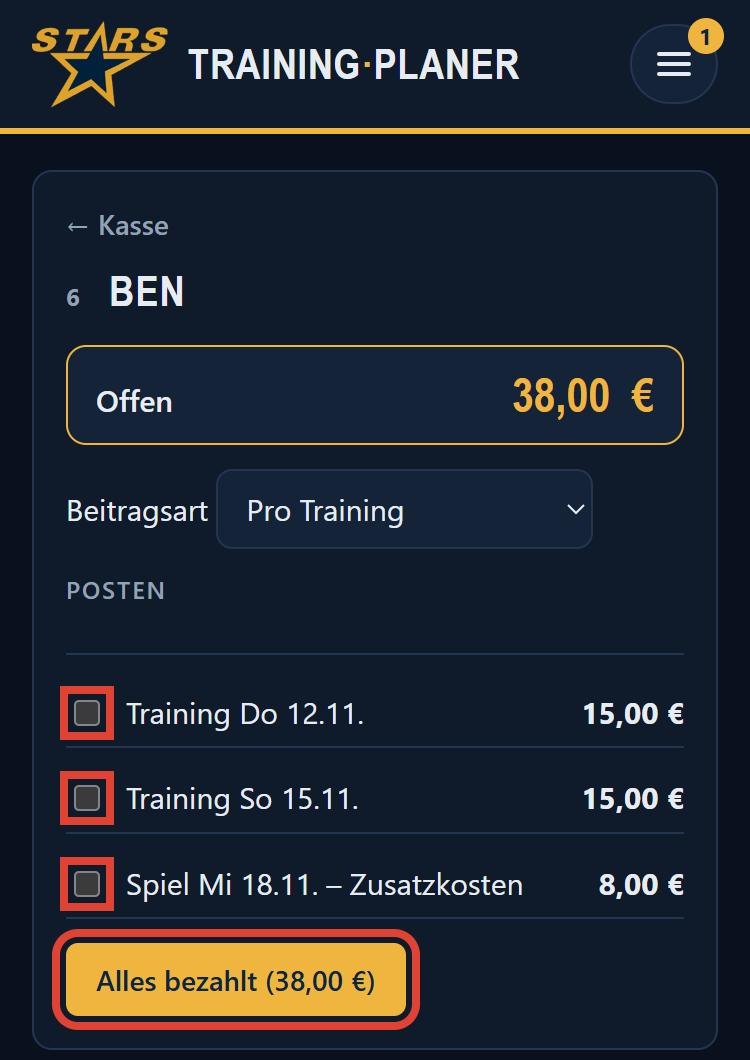 STARS
TRAINING·PLANER
1
← Kasse
6 BEN
Offen 38,00 €
Beitragsart Pro Training
POSTEN
Training Do 12.11. 15,00 €
Training So 15.11. 15,00 €
Spiel Mi 18.11. – Zusatzkosten 8,00 €
Alles bezahlt (38,00 €)